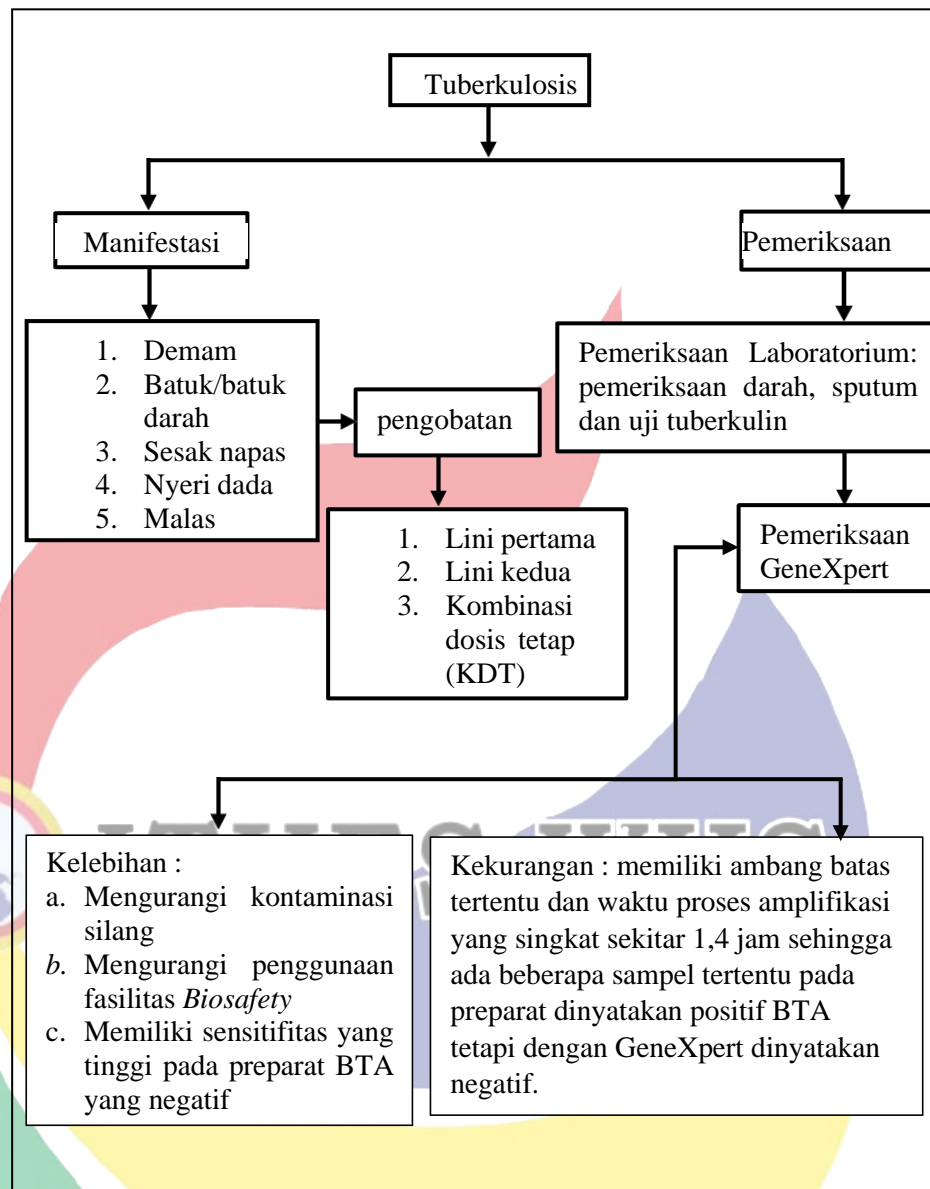 Tuberkulosis
Manifestasi
Pemeriksaan
1. Demam
2. Batuk/batuk
darah
3. Sesak napas
4. Nyeri dada
5. Malas
pengobatan
Pemeriksaan Laboratorium:
pemeriksaan darah, sputum
dan uji tuberkulin
1. Lini pertama
2. Lini kedua
3. Kombinasi
dosis tetap
(KDT)
Pemeriksaan
GeneXpert
Kelebihan :
a. Mengurangi kontaminasi
silang
b. Mengurangi penggunaan
fasilitas Biosafety
c. Memiliki sensitifitas yang
tinggi pada preparat BTA
yang negatif
Kekurangan : memiliki ambang batas
tertentu dan waktu proses amplifikasi
yang singkat sekitar 1,4 jam sehingga
ada beberapa sampel tertentu pada
preparat dinyatakan positif BTA
tetapi dengan GeneXpert dinyatakan
negatif.